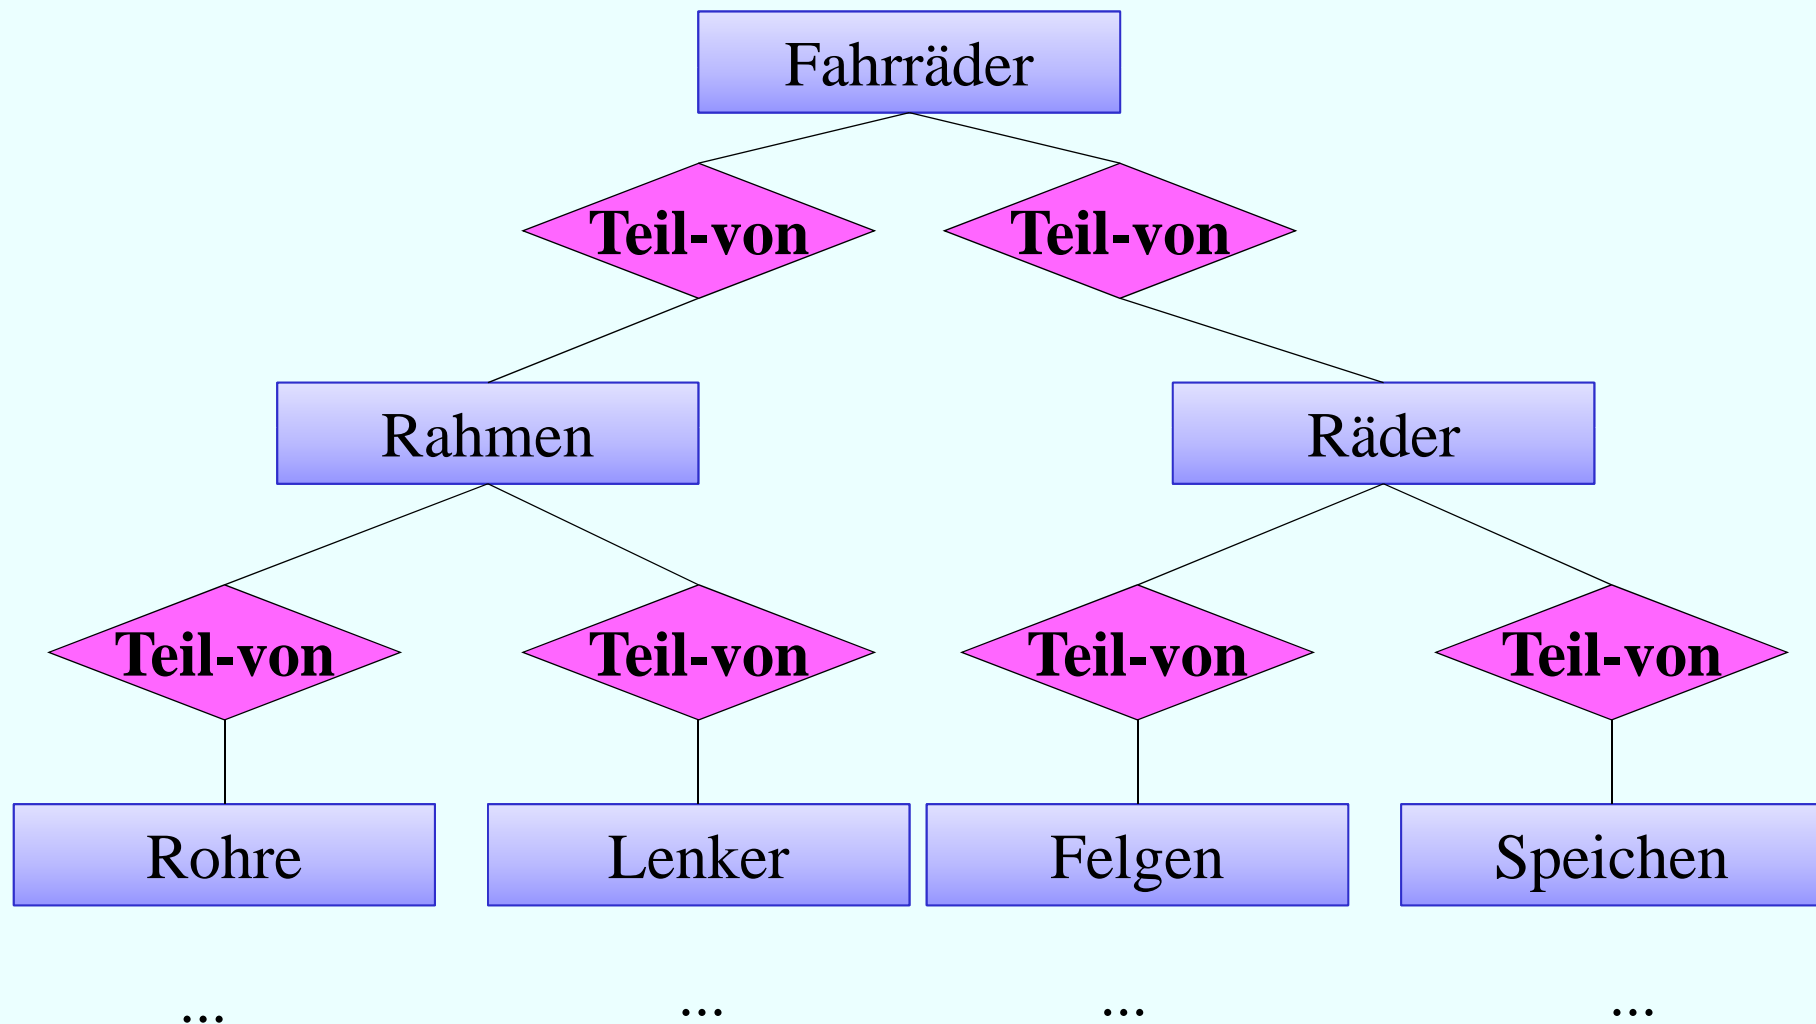 Fahrräder
Teil-von Teil-von
Rahmen Räder
Teil-von Teil-von Teil-von Teil-von
Rohre Lenker Felgen Speichen
... ... ... ...